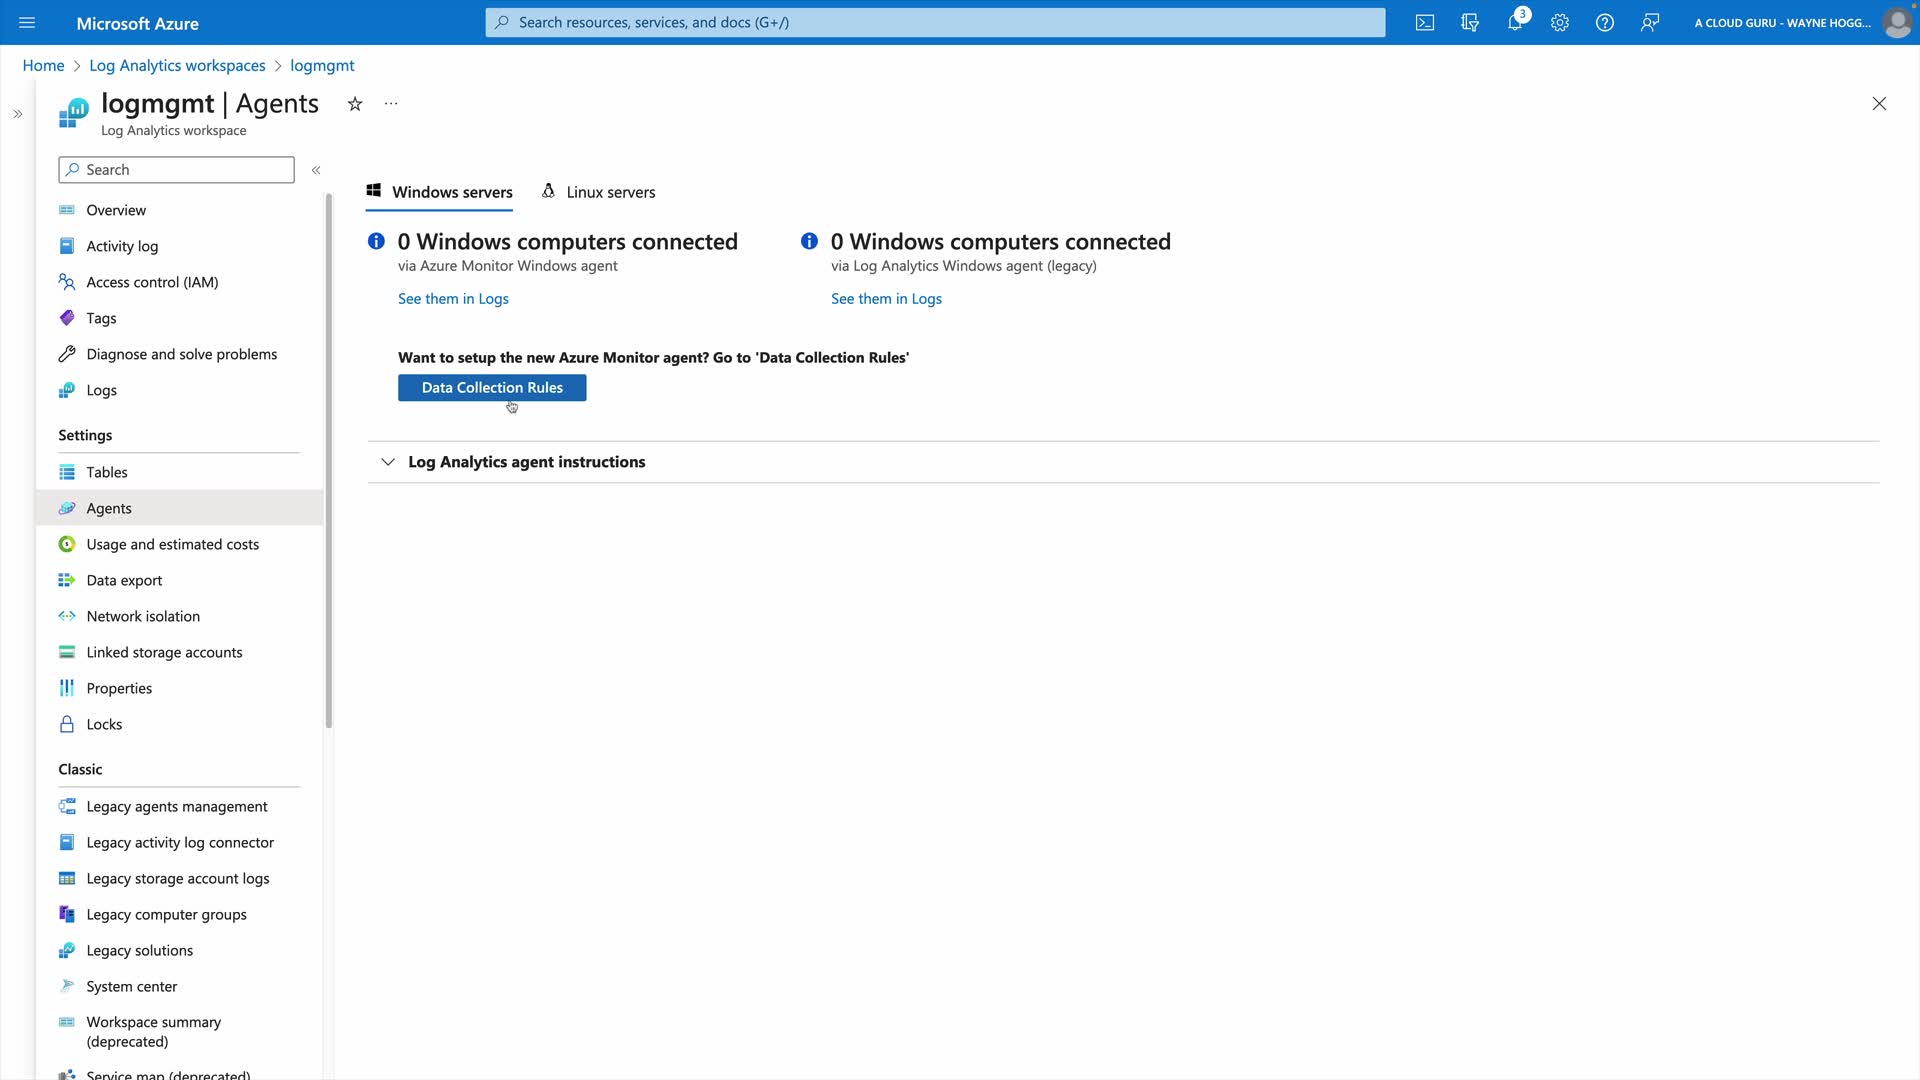 Microsoft Azure
Search resources, services, and docs (G+/)
3
A CLOUD GURU - WAYNE HOGG...
Home > Log Analytics workspaces > logmgmt
logmgmt | Agents
Log Analytics workspace
Search
Overview
Activity log
Access control (IAM)
Tags
Diagnose and solve problems
Logs
Settings
Tables
Agents
Usage and estimated costs
Data export
Network isolation
Linked storage accounts
Properties
Locks
Classic
Legacy agents management
Legacy activity log connector
Legacy storage account logs
Legacy computer groups
Legacy solutions
System center
Workspace summary
(deprecated)
Service map (deprecated)
Windows servers
Linux servers
0 Windows computers connected
via Azure Monitor Windows agent
See them in Logs
0 Windows computers connected
via Log Analytics Windows agent (legacy)
See them in Logs
Want to setup the new Azure Monitor agent? Go to 'Data Collection Rules'
Data Collection Rules
Log Analytics agent instructions